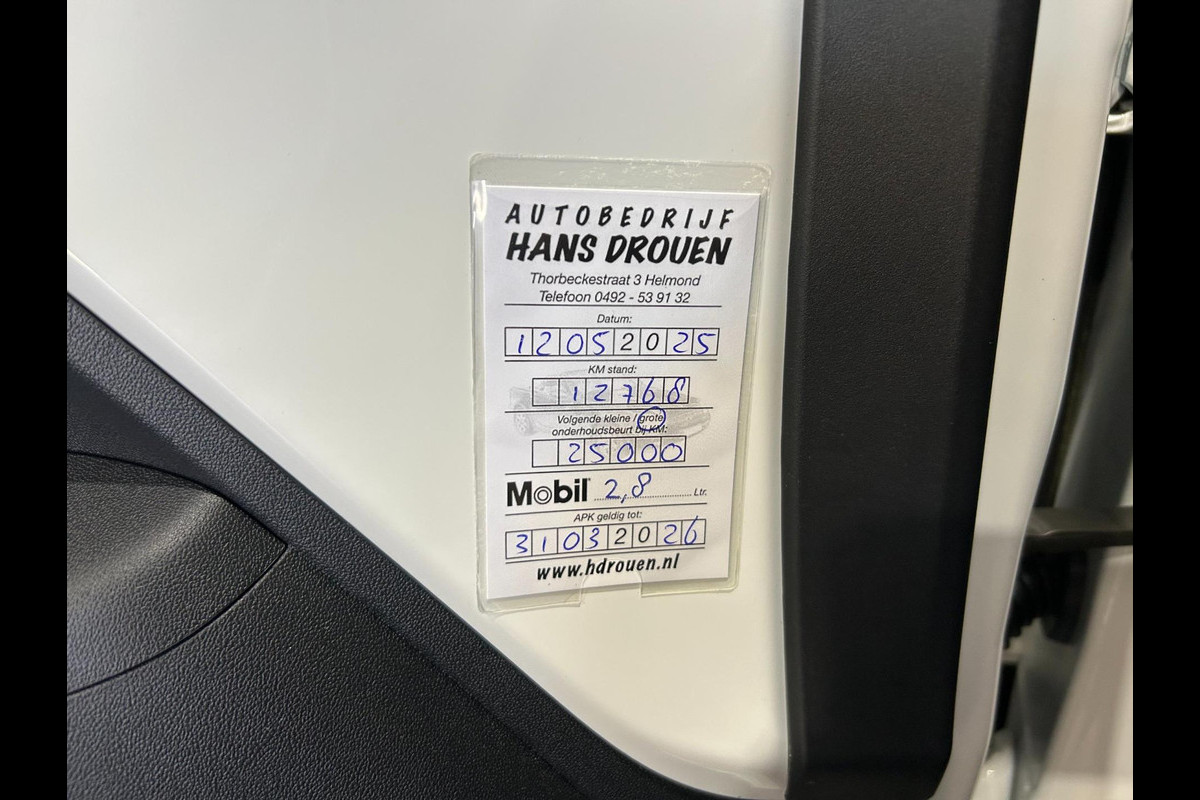 AUTOBEDRIJF
HANS DROUEN
Thorbeckestraat 3 Helmond
Telefoon 0492 - 53 91 32
Datum:
12052025
KM stand:
12768
Volgende kleine / grote
onderhoudsbeurt bij KM:
25000
Mobil 2,8 Ltr.
APK geldig tot:
31032026
www.hdrouen.nl